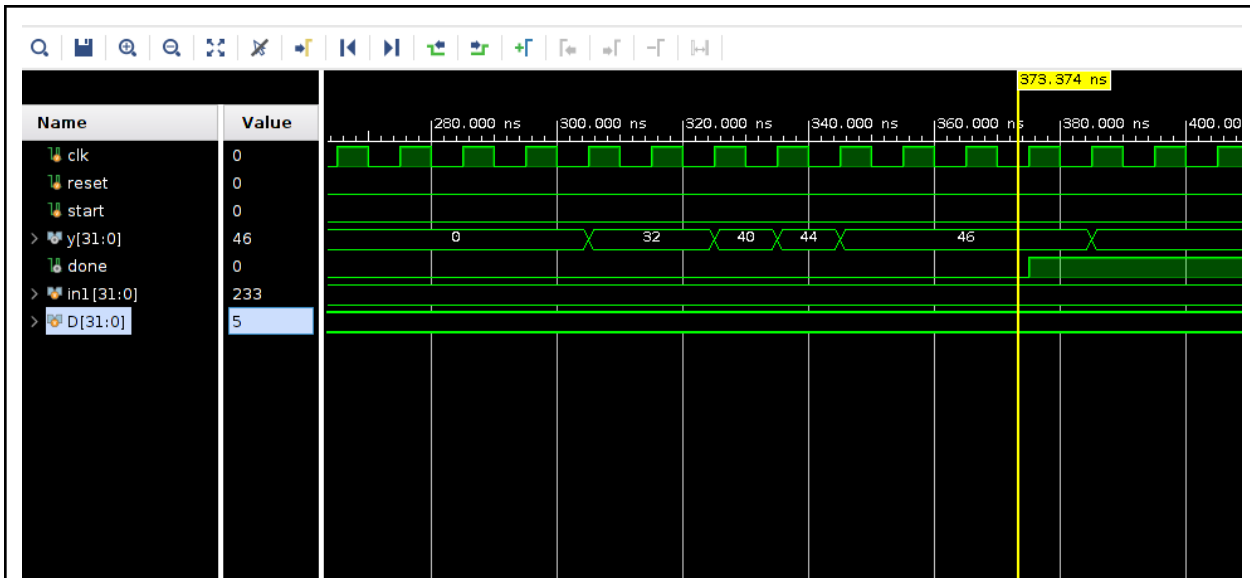 373.374 ns
Name Value
280.000 ns 300.000 ns 320.000 ns 340.000 ns 360.000 ns 380.000 ns 400.00
clk 0
reset 0
start 0
y[31:0] 46 0 32 40 44 46
done 0
in1[31:0] 233
D[31:0] 5